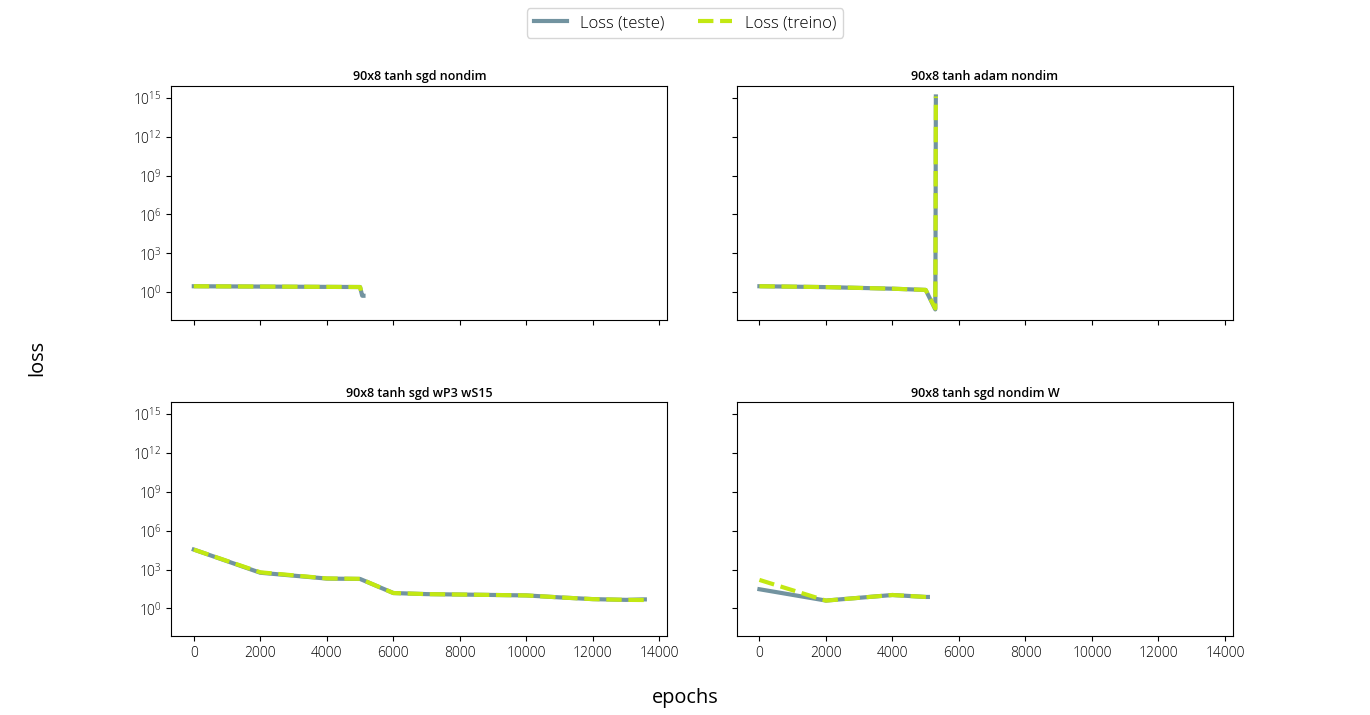 Loss (teste) Loss (treino)
90x8 tanh sgd nondim
90x8 tanh adam nondim
10^15
10^12
10^9
10^6
10^3
10^0
loss
90x8 tanh sgd wP3 wS15
90x8 tanh sgd nondim W
10^15
10^12
10^9
10^6
10^3
10^0
0 2000 4000 6000 8000 10000 12000 14000
0 2000 4000 6000 8000 10000 12000 14000
epochs